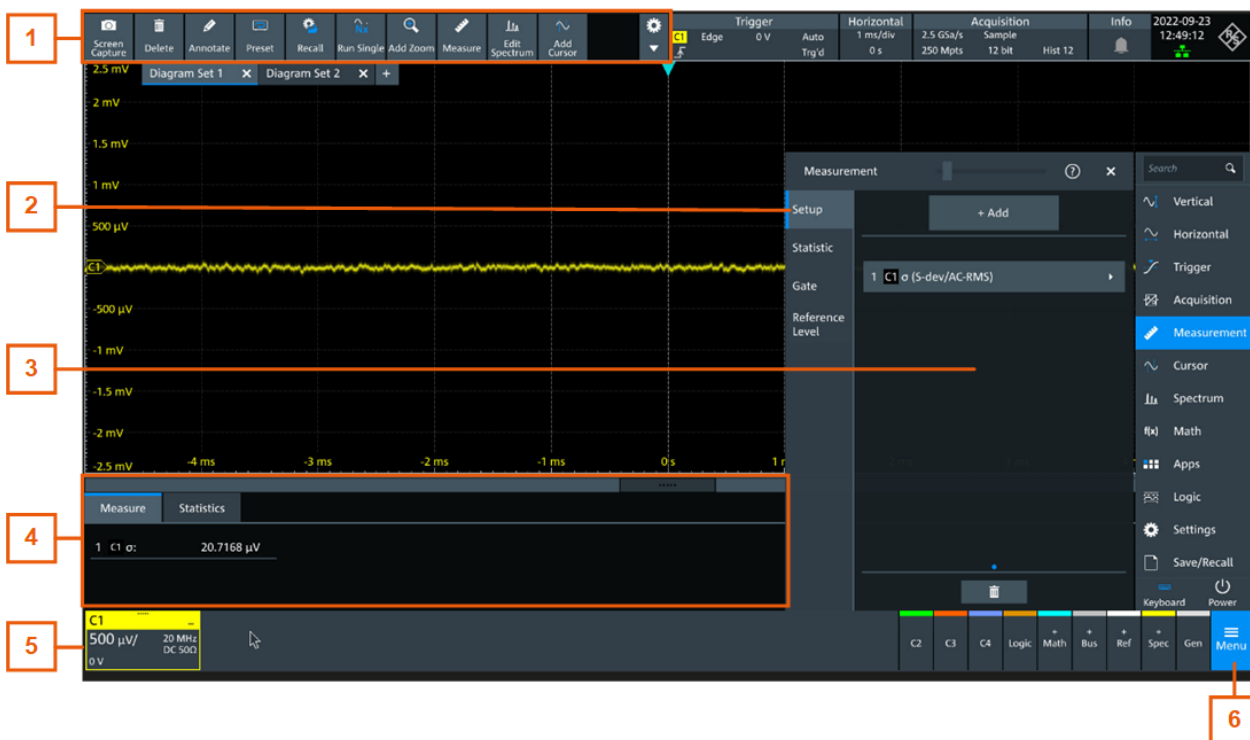 1
Screen Capture
Delete
Annotate
Preset
Recall
Run Single
Add Zoom
Measure
Edit Spectrum
Add Cursor
C1
Trigger
Edge
0 V
Auto
Trg'd
Horizontal
1 ms/div
0 s
Acquisition
2.5 GSa/s
Sample
250 Mpts
12 bit
Hist 12
Info
2022-09-23
12:49:12
R&S
2.5 mV
Diagram Set 1
Diagram Set 2
+
2 mV
1.5 mV
1 mV
500 µV
C1
-500 µV
-1 mV
-1.5 mV
-2 mV
-2.5 mV
-4 ms
-3 ms
-2 ms
-1 ms
0 s
2
3
Measurement
?
Setup
Statistic
Gate
Reference Level
+ Add
1 C1 σ (S-dev/AC-RMS)
Search
Vertical
Horizontal
Trigger
Acquisition
Measurement
Cursor
Spectrum
f(x) Math
Apps
Logic
Settings
Save/Recall
Keyboard
Power
4
Measure
Statistics
1 C1 σ: 20.7168 µV
5
C1
500 µV/
20 MHz
DC 50Ω
0 V
C2
C3
C4
Logic
+ Math
+ Bus
+ Ref
+ Spec
Gen
Menu
6